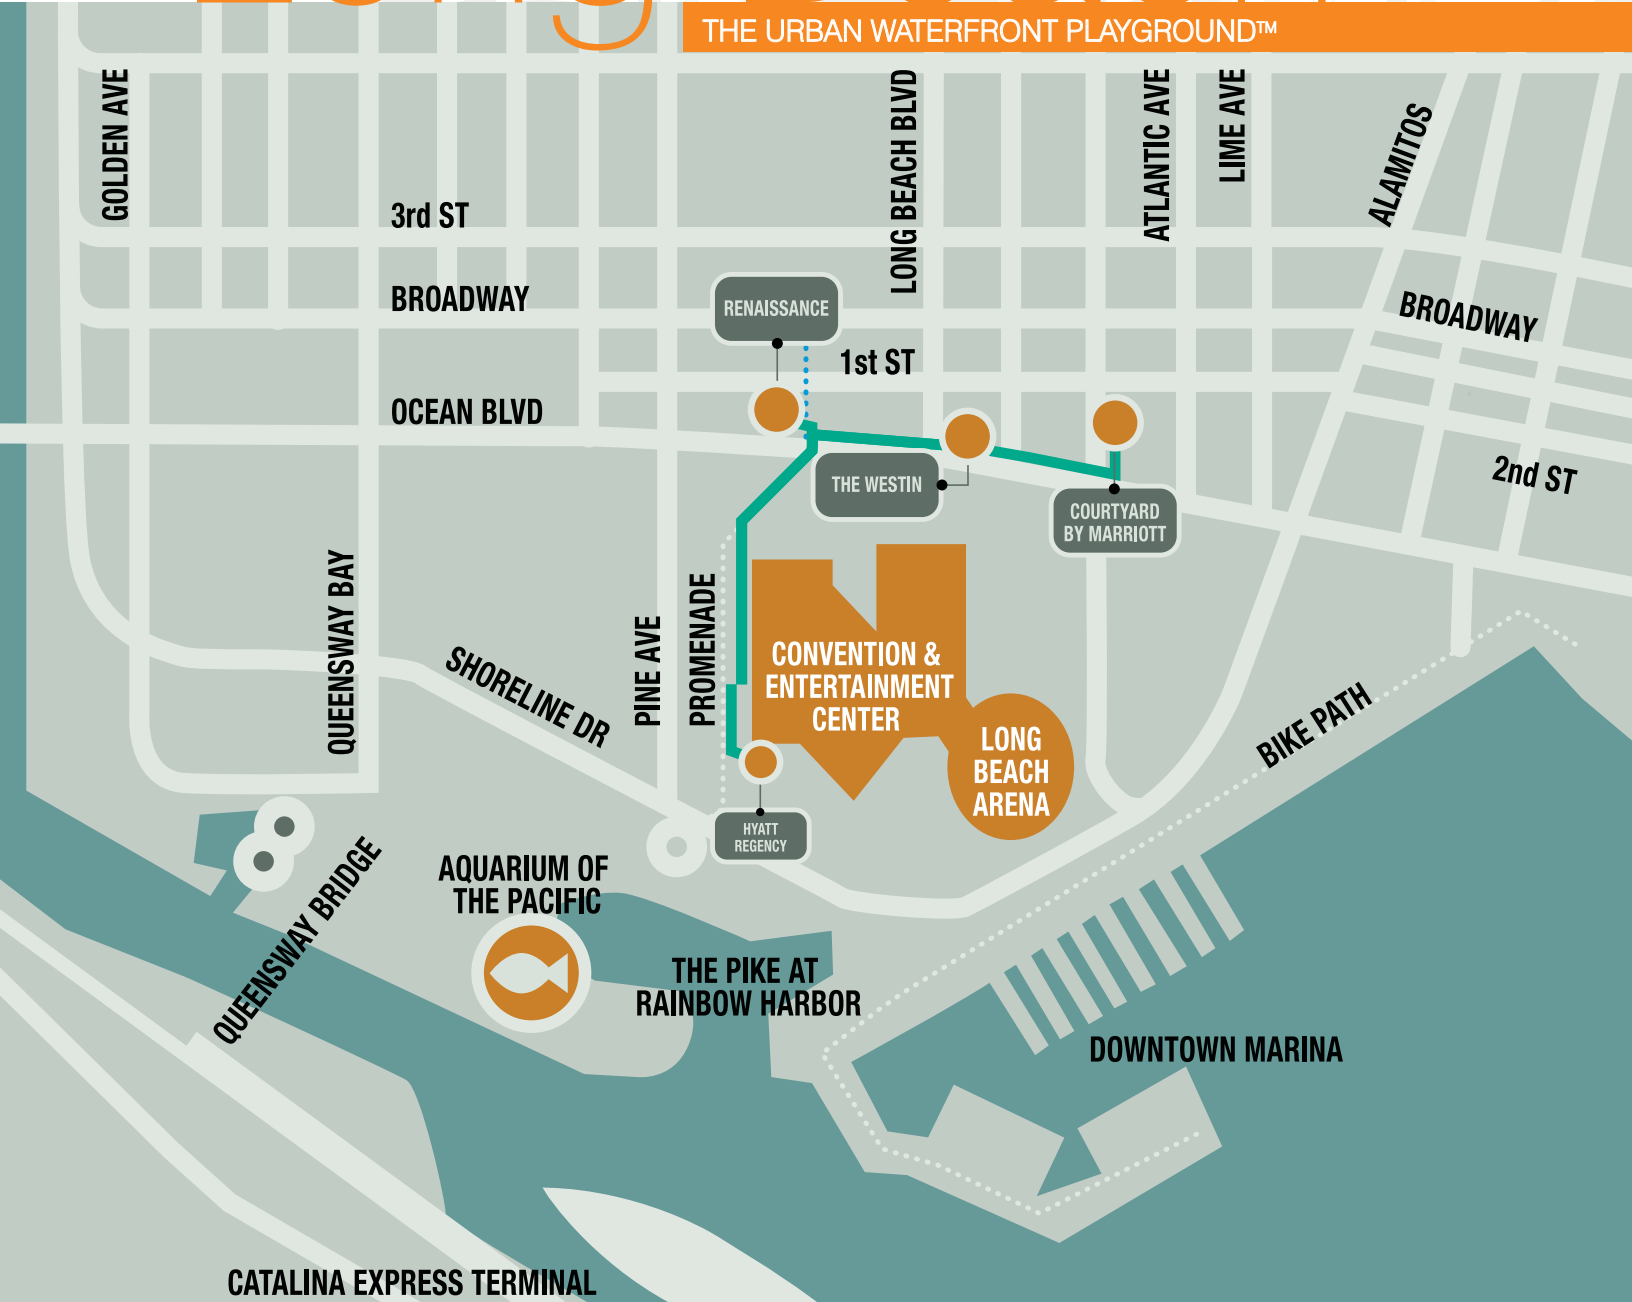 THE URBAN WATERFRONT PLAYGROUND™
GOLDEN AVE
LONG BEACH BLVD
ATLANTIC AVE
LIME AVE
ALAMITOS
3rd ST
BROADWAY
RENAISSANCE
BROADWAY
1st ST
OCEAN BLVD
THE WESTIN
2nd ST
COURTYARD
BY MARRIOTT
QUEENSWAY BAY
SHORELINE DR
PINE AVE
PROMENADE
CONVENTION &
ENTERTAINMENT
CENTER
LONG
BEACH
ARENA
BIKE PATH
HYATT
REGENCY
QUEENSWAY BRIDGE
AQUARIUM OF
THE PACIFIC
THE PIKE AT
RAINBOW HARBOR
DOWNTOWN MARINA
CATALINA EXPRESS TERMINAL